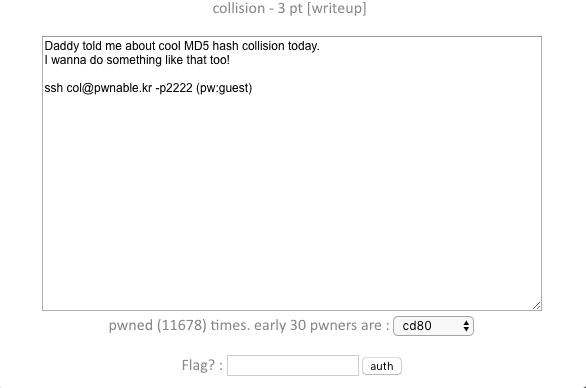 collision - 3 pt [writeup]
Daddy told me about cool MD5 hash collision today.
I wanna do something like that too!
ssh col@pwnable.kr -p2222 (pw:guest)
pwned (11678) times. early 30 pwners are : cd80
Flag? : auth